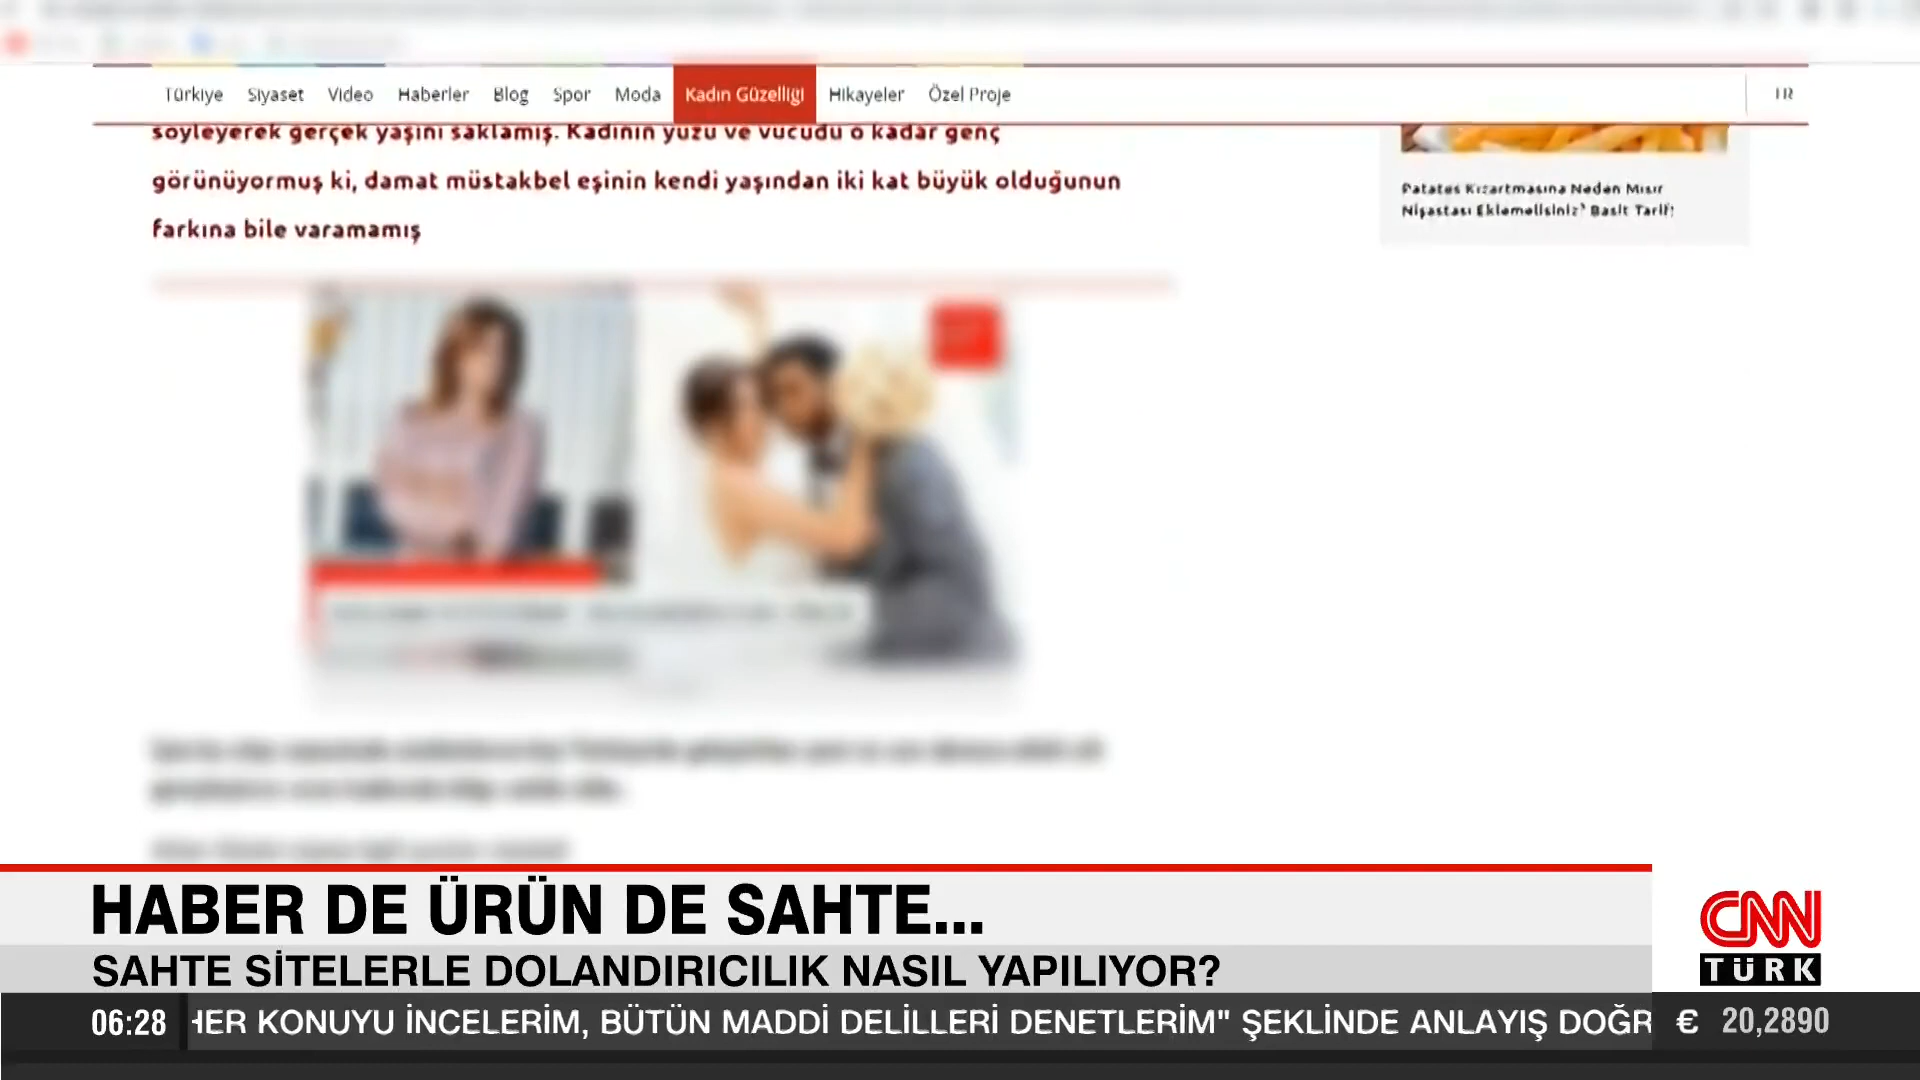 Türkiye Siyaset Video Haberler Blog Spor Moda Kadın Güzelliği Hikayeler Özel Proje TR
söyleyerek gerçek yaşını saklamış. Kadının yüzü ve vücudu o kadar genç
görünüyormuş ki, damat müstakbel eşinin kendi yaşından iki kat büyük olduğunun
farkına bile varamamış
Patates Kızartmasına Neden Mısır
Nişastası Eklemelisiniz? Basit Tarif!
HABER DE ÜRÜN DE SAHTE...
SAHTE SİTELERLE DOLANDIRICILIK NASIL YAPILIYOR?
CNN
TÜRK
06:28 HER KONUYU İNCELERİM, BÜTÜN MADDİ DELİLLERİ DENETLERİM" ŞEKLİNDE ANLAYIŞ DOĞR € 20,2890